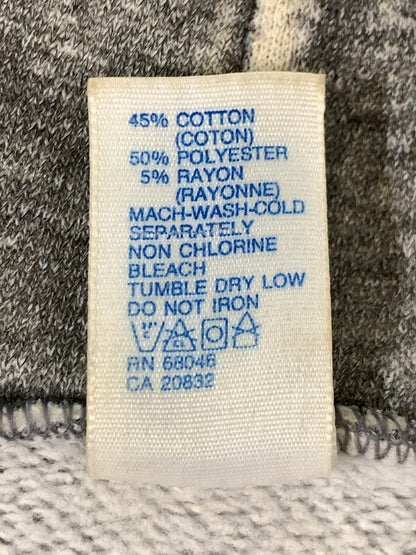 45% COTTON
(COTON)
50% POLYESTER
5% RAYON
(RAYONNE)
MACH-WASH-COLD
SEPARATELY
NON CHLORINE
BLEACH
TUMBLE DRY LOW
DO NOT IRON
RN 68046
CA 20832